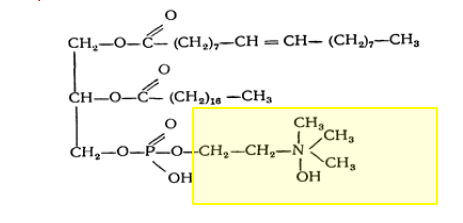 O
CH₂—O—C—(CH₂)₇—CH=CH—(CH₂)₇—CH₃
O
CH—O—C—(CH₂)₁₆—CH₃
O CH₃
CH₃
CH₂—O—P—O—CH₂—CH₂—N
CH₃
OH OH